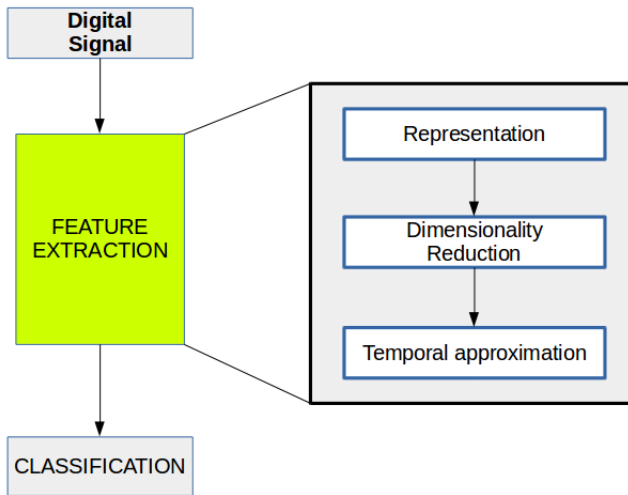 Digital
Signal
FEATURE
EXTRACTION
CLASSIFICATION
Representation
Dimensionality
Reduction
Temporal approximation